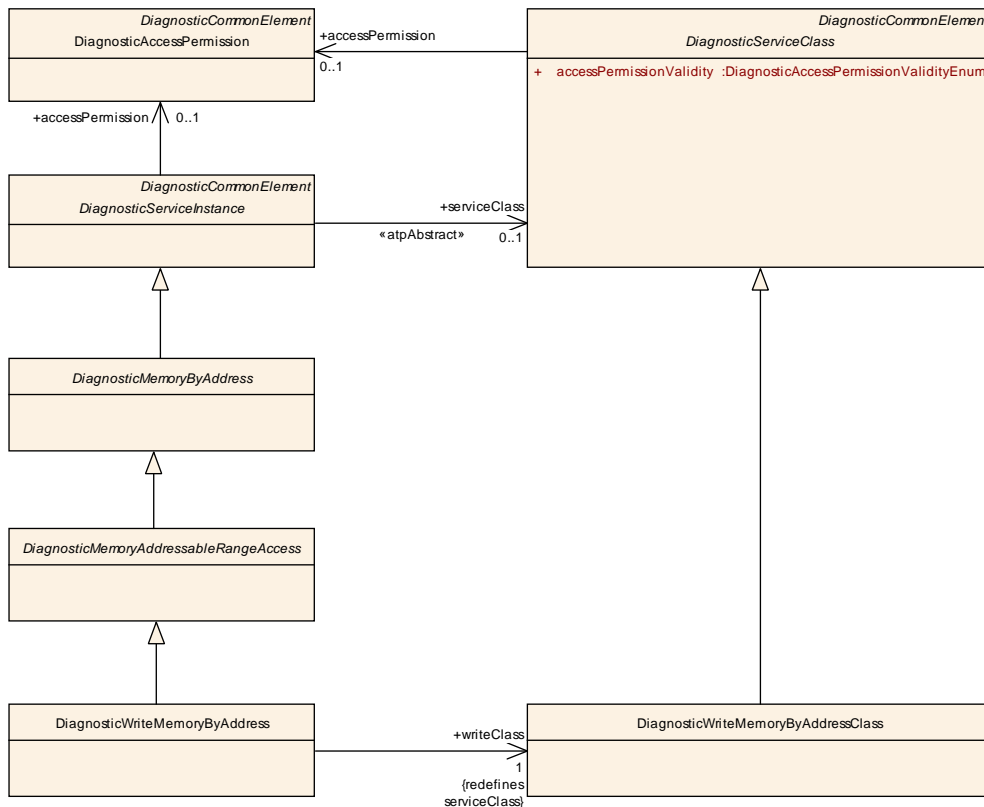 DiagnosticCommonElement
DiagnosticAccessPermission
DiagnosticCommonElement
DiagnosticServiceClass
+ accessPermissionValidity :DiagnosticAccessPermissionValidityEnum
+accessPermission
0..1
+accessPermission
0..1
DiagnosticCommonElement
DiagnosticServiceInstance
+serviceClass
«atpAbstract»
0..1
DiagnosticMemoryByAddress
DiagnosticMemoryAddressableRangeAccess
DiagnosticWriteMemoryByAddress
+writeClass
1
{redefines
serviceClass}
DiagnosticWriteMemoryByAddressClass